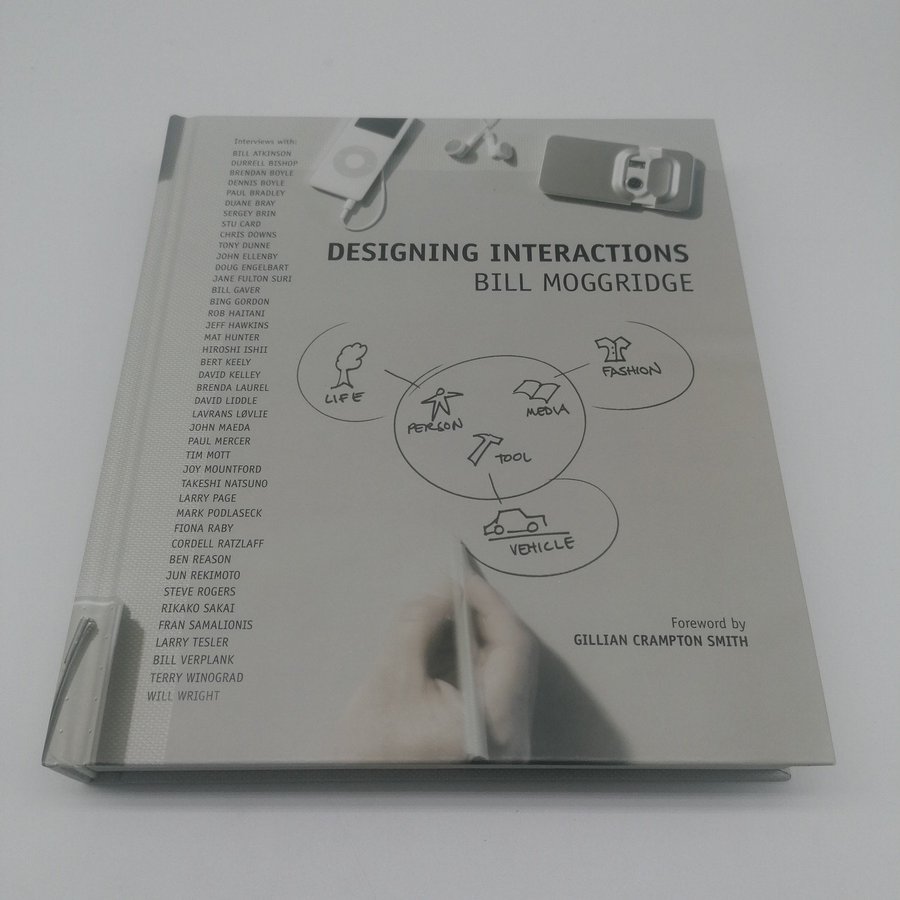 Interviews with:
BILL ATKINSON
DURRELL BISHOP
BRENDAN BOYLE
DENNIS BOYLE
PAUL BRADLEY
DUANE BRAY
SERGEY BRIN
STU CARD
CHRIS DOWNS
TONY DUNNE
JOHN ELLENBY
DOUG ENGELBART
JANE FULTON SURI
BILL GAVER
BING GORDON
ROB HAITANI
JEFF HAWKINS
MAT HUNTER
HIROSHI ISHII
BERT KEELY
DAVID KELLEY
BRENDA LAUREL
DAVID LIDDLE
LAVRANS LØVLIE
JOHN MAEDA
PAUL MERCER
TIM MOTT
JOY MOUNTFORD
TAKESHI NATSUNO
LARRY PAGE
MARK PODLASECK
FIONA RABY
CORDELL RATZLAFF
BEN REASON
JUN REKIMOTO
STEVE ROGERS
RIKAKO SAKAI
FRAN SAMALIONIS
LARRY TESLER
BILL VERPLANK
TERRY WINOGRAD
WILL WRIGHT
DESIGNING INTERACTIONS
BILL MOGGRIDGE
LIFE
FASHION
PERSON
MEDIA
TOOL
VEHICLE
Foreword by
GILLIAN CRAMPTON SMITH